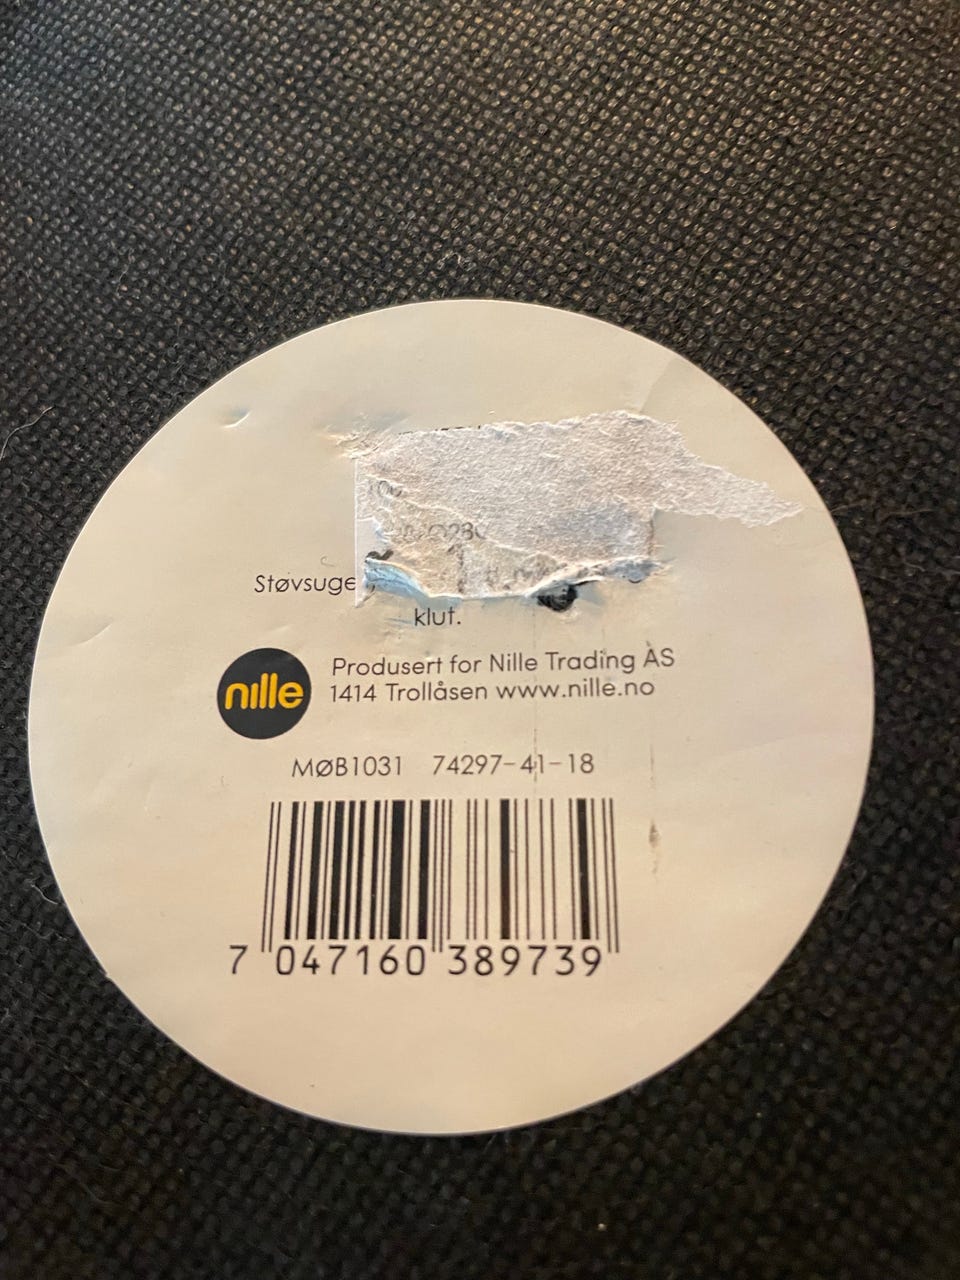 klut.
nille
Produsert for Nille Trading AS
1414 Trollåsen www.nille.no
MØB1031 74297-41-18
7 047160 389739